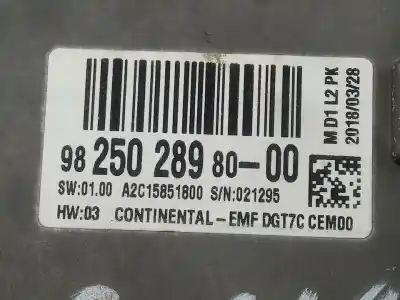 98 250 289 80-00
SW:01.00 A2C15851800 S/N:021295
HW:03 CONTINENTAL-EMF DGT7C CEM00
M D1 L2 PK
2018/03/28